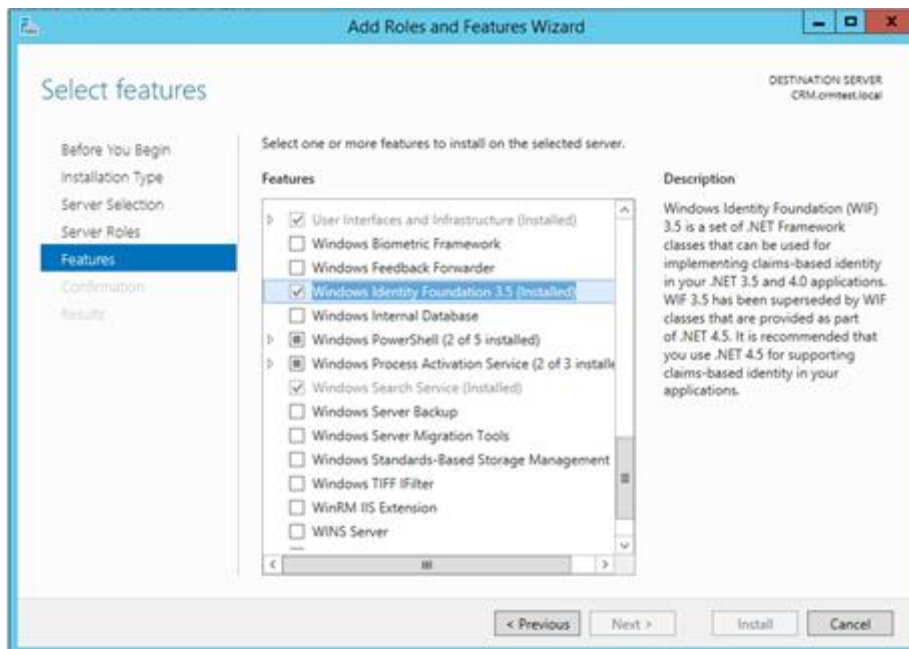 Add Roles and Features Wizard
Select features
DESTINATION SERVER
CRM.crmtest.local
Before You Begin
Installation Type
Server Selection
Server Roles
Features
Confirmation
Results
Select one or more features to install on the selected server.
Features
User Interfaces and Infrastructure (Installed)
Windows Biometric Framework
Windows Feedback Forwarder
Windows Identity Foundation 3.5 (Installed)
Windows Internal Database
Windows PowerShell (2 of 5 installed)
Windows Process Activation Service (2 of 3 installe
Windows Search Service (Installed)
Windows Server Backup
Windows Server Migration Tools
Windows Standards-Based Storage Management
Windows TIFF IFilter
WinRM IIS Extension
WINS Server
Description
Windows Identity Foundation (WIF)
3.5 is a set of .NET Framework
classes that can be used for
implementing claims-based identity
in your .NET 3.5 and 4.0 applications.
WIF 3.5 has been superseded by WIF
classes that are provided as part
of .NET 4.5. It is recommended that
you use .NET 4.5 for supporting
claims-based identity in your
applications.
< Previous
Next >
Install
Cancel